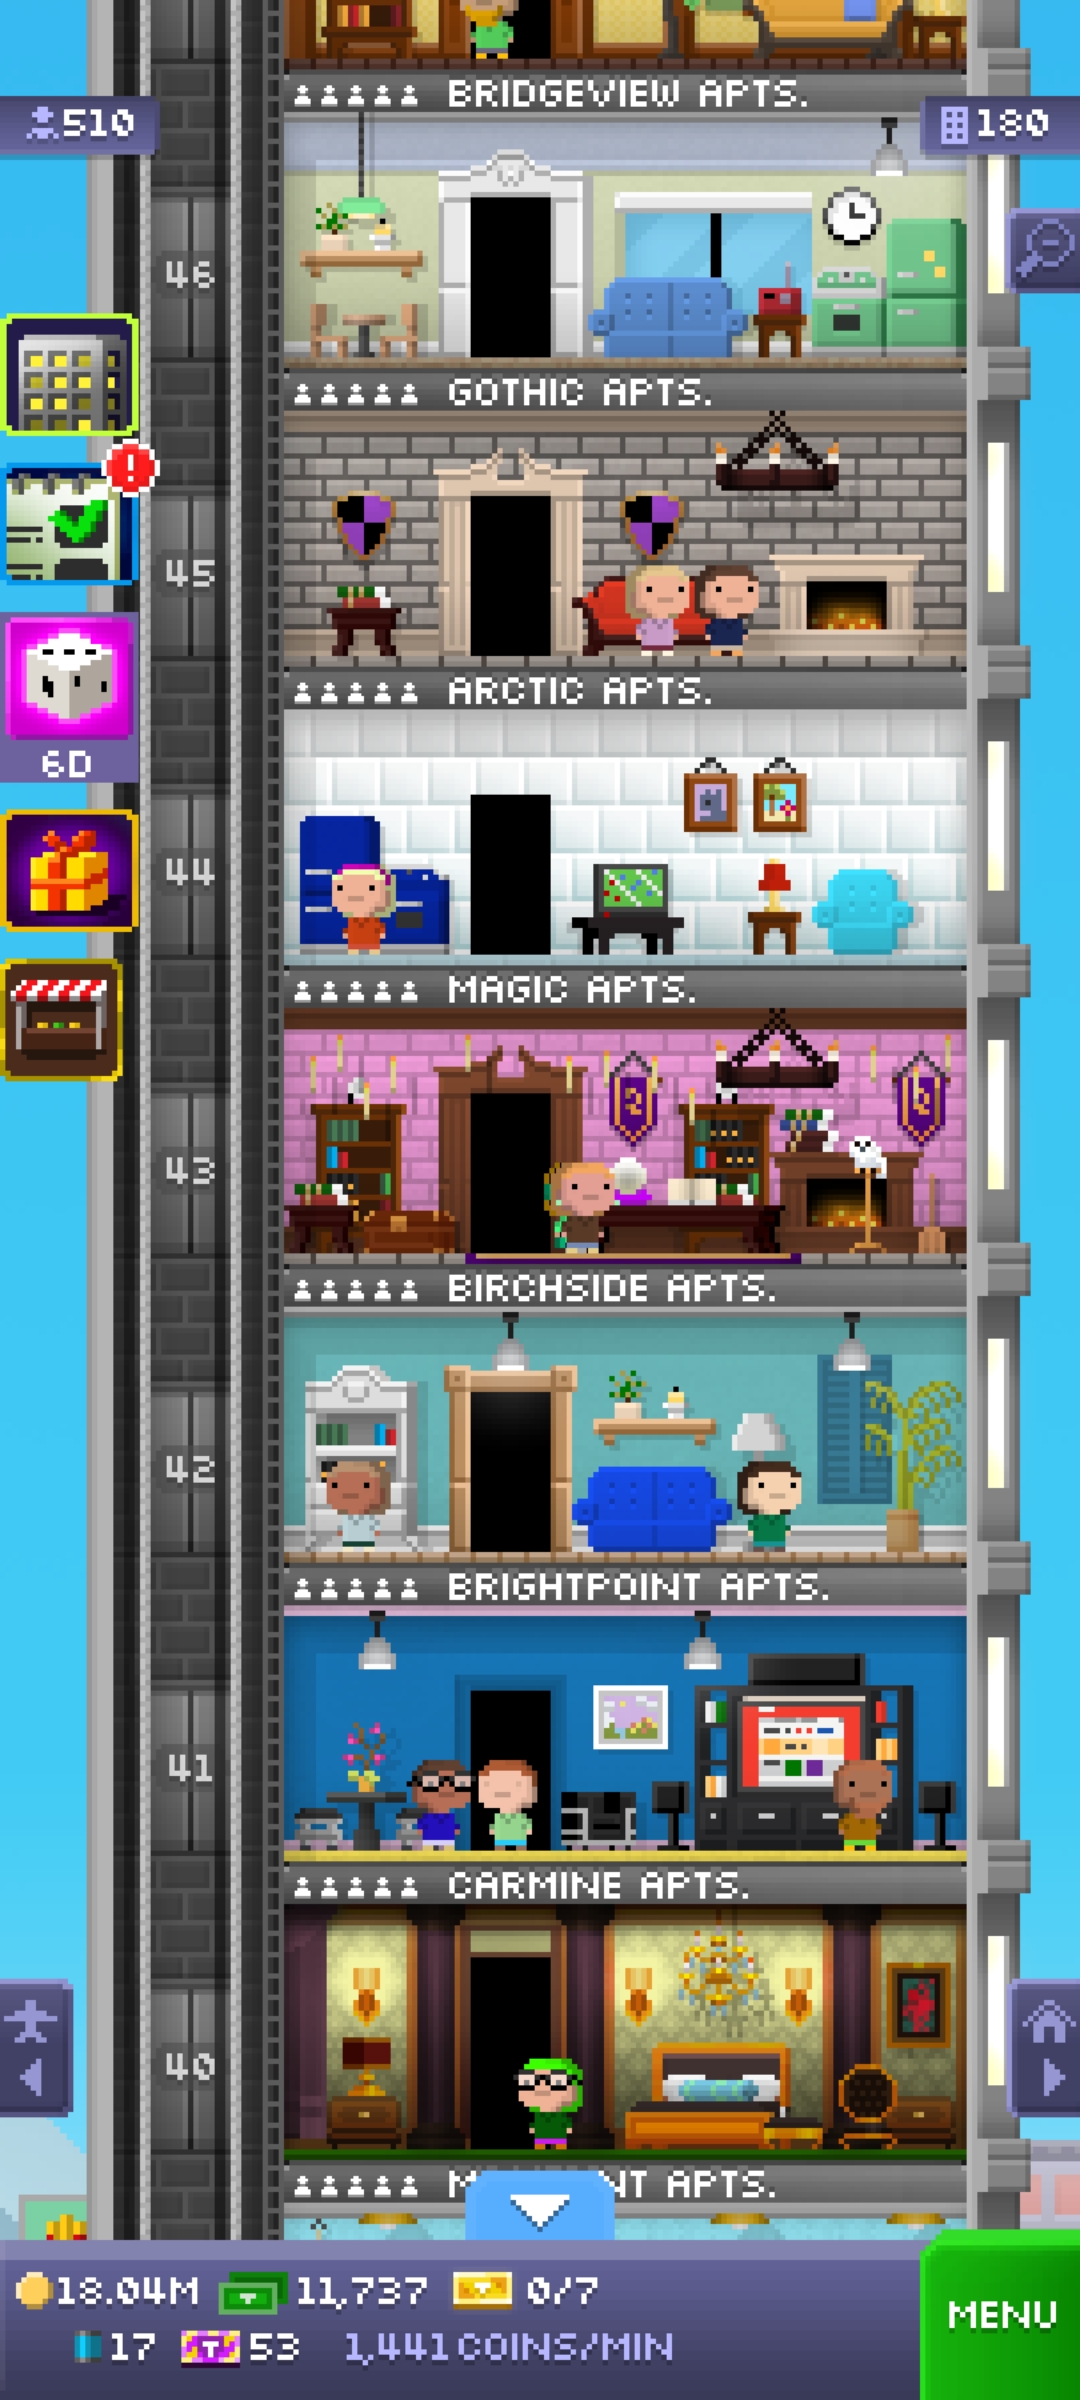 BRIDGEVIEW APTS.
510
180
46
GOTHIC APTS.
45
ARCTIC APTS.
6D
44
MAGIC APTS.
43
BIRCHSIDE APTS.
42
BRIGHTPOINT APTS.
41
CARMINE APTS.
40
APTS.
18.04M 11,737 0/7
17 53 1,441 COINS/MIN
MENU